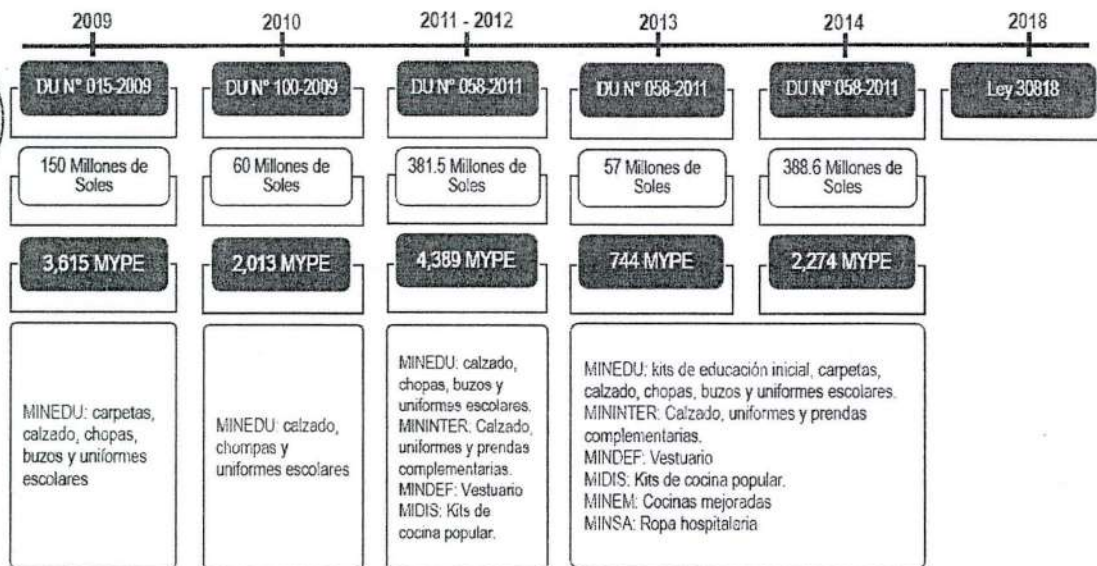 2009
2010
2011 - 2012
2013
2014
2018
DU N° 015-2009
DU N° 100-2009
DU N° 058-2011
DU N° 058-2011
DU N° 058-2011
Ley 30818
150 Millones de
Soles
60 Millones de
Soles
381.5 Millones de
Soles
57 Millones de
Soles
388.6 Millones de
Soles
3,615 MYPE
2,013 MYPE
4,389 MYPE
744 MYPE
2,274 MYPE
MINEDU: carpetas,
calzado, chopas,
buzos y uniformes
escolares
MINEDU: calzado,
chompas y
uniformes escolares
MINEDU: calzado,
chopas, buzos y
uniformes escolares.
MININTER: Calzado,
uniformes y prendas
complementarias.
MINDEF: Vestuario
MIDIS: Kits de
cocina popular.
MINEDU: kits de educación inicial, carpetas,
calzado, chopas, buzos y uniformes escolares.
MININTER: Calzado, uniformes y prendas
complementarias.
MINDEF: Vestuario
MIDIS: Kits de cocina popular.
MINEM: Cocinas mejoradas
MINSA: Ropa hospitalaria